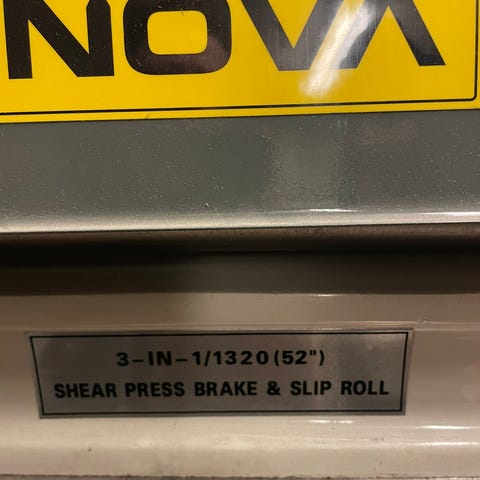 NOVA
3-IN-1/1320(52")
SHEAR PRESS BRAKE & SLIP ROLL